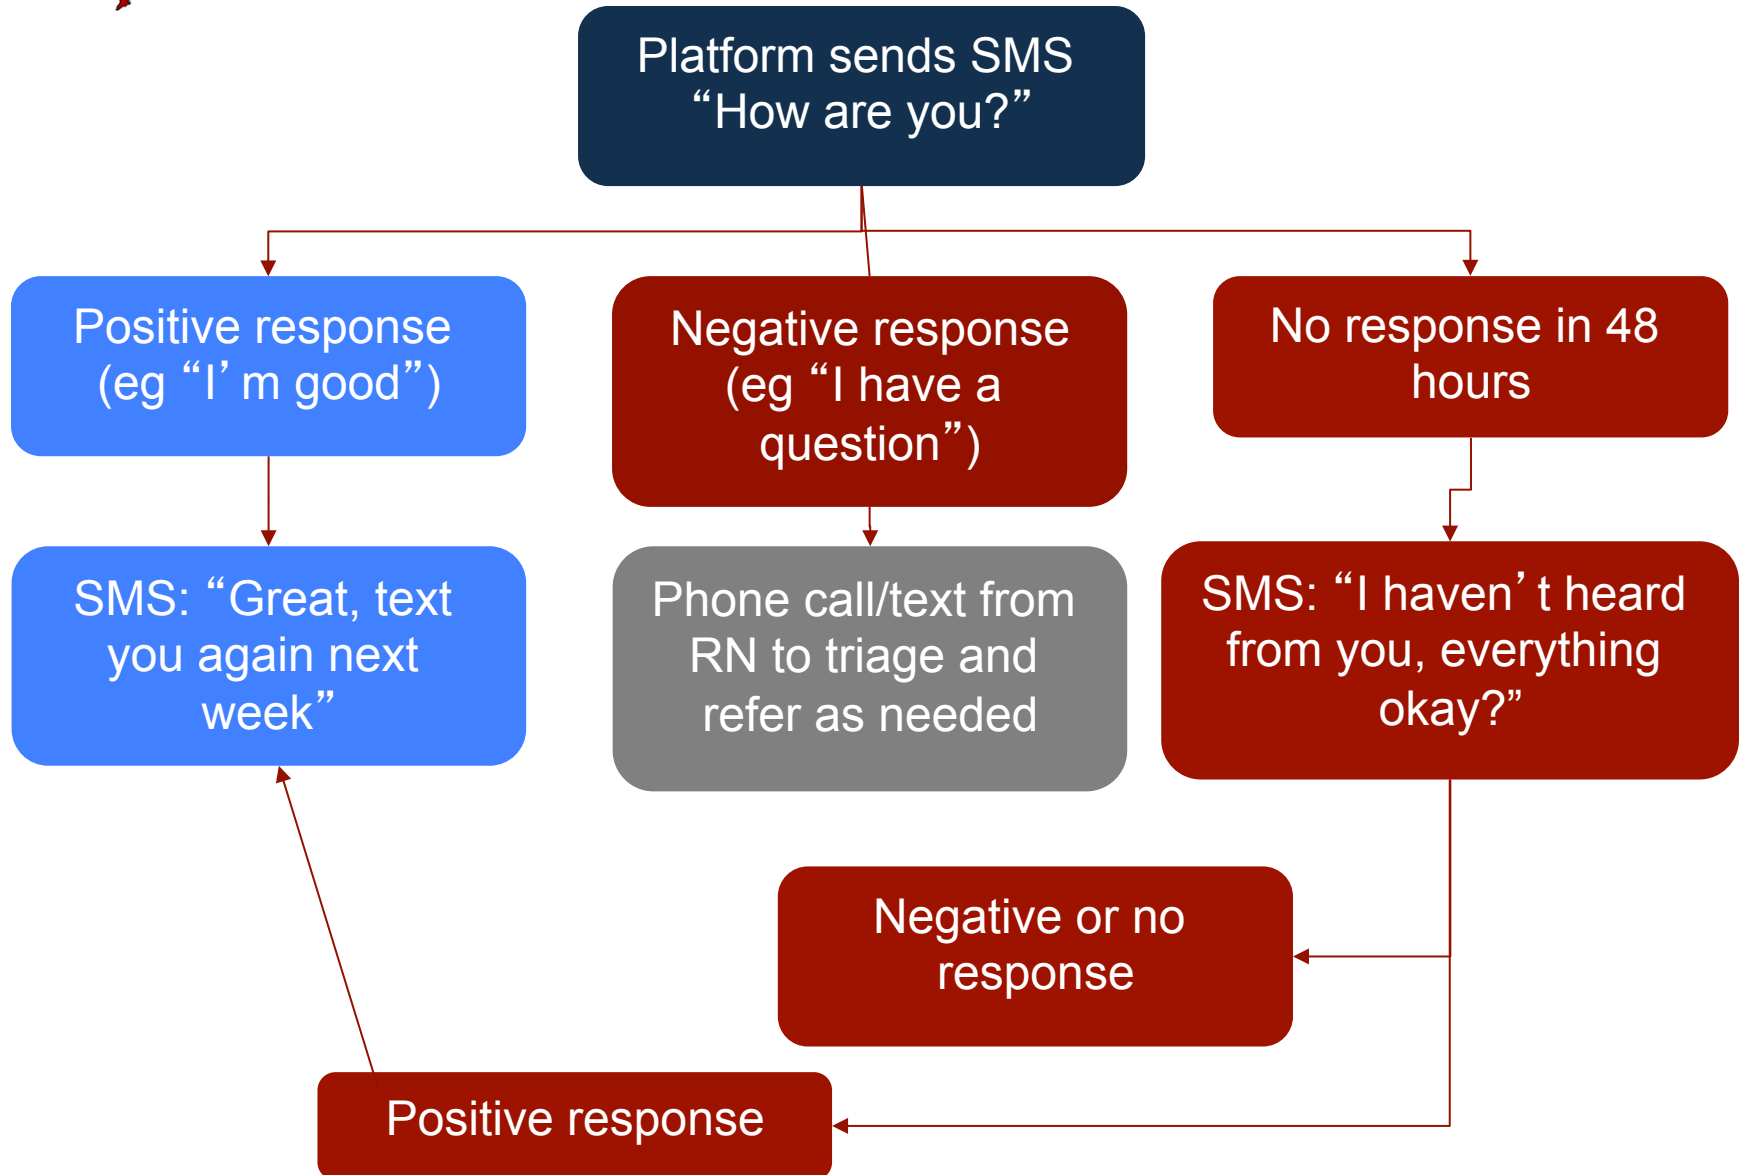 Platform sends SMS
“How are you?”
Positive response
(eg “I’m good”)
Negative response
(eg “I have a
question”)
No response in 48
hours
SMS: “Great, text
you again next
week”
Phone call/text from
RN to triage and
refer as needed
SMS: “I haven’t heard
from you, everything
okay?”
Negative or no
response
Positive response